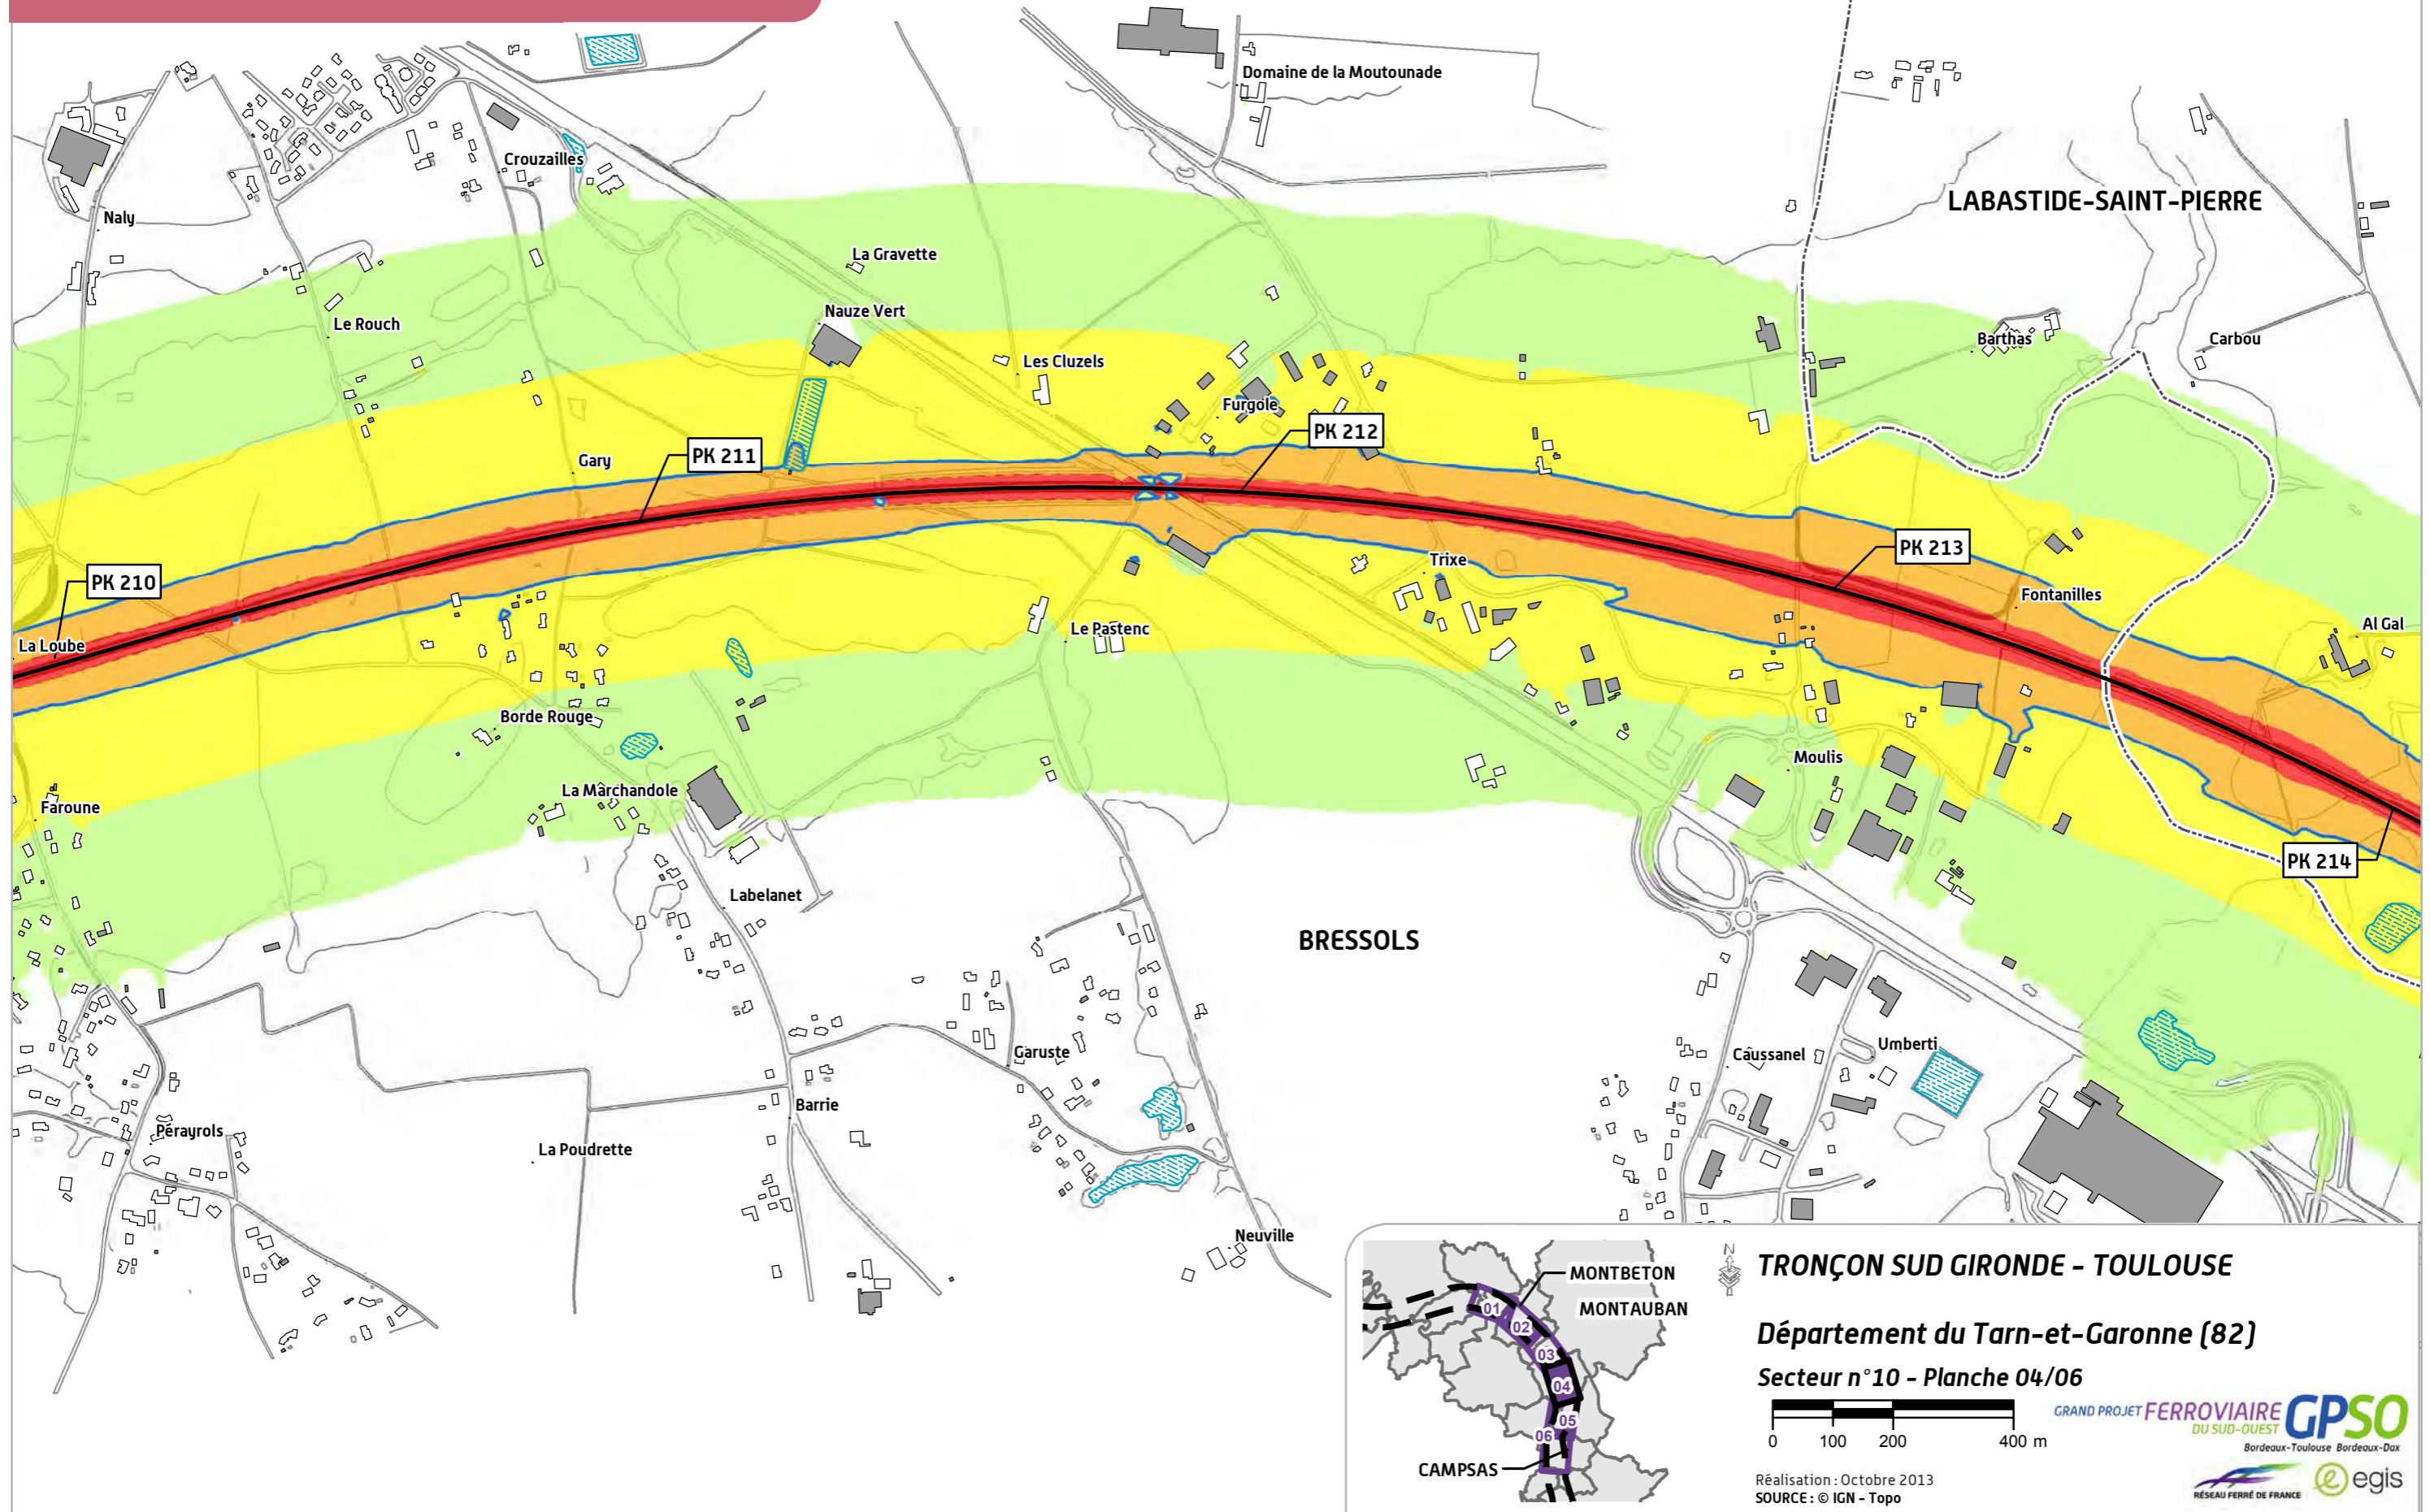 Domaine de la Moutounade
Crouzailles
LABASTIDE-SAINT-PIERRE
Naly
La Gravette
Nauze Vert
Le Rouch
Barthas
Carbou
Les Cluzels
Furgole
PK 212
PK 211
Gary
PK 213
Trixe
PK 210
Fontanilles
Al Gal
Le Pastenc
La Loube
Borde Rouge
Moulis
La Marchandole
Faroune
PK 214
Labelanet
BRESSOLS
Garuste
Caussanel
Umberti
Barrie
Pérayrols
La Poudrette
Neuville
MONTBETON
MONTAUBAN
01
02
03
04
05
06
CAMPSAS
N
TRONÇON SUD GIRONDE - TOULOUSE
Département du Tarn-et-Garonne (82)
Secteur n°10 - Planche 04/06
0 100 200 400 m
GRAND PROJET FERROVIAIRE
DU SUD-OUEST
GPSO
Bordeaux-Toulouse Bordeaux-Dax
Réalisation : Octobre 2013
SOURCE : © IGN - Topo
RÉSEAU FERRÉ DE FRANCE
egis